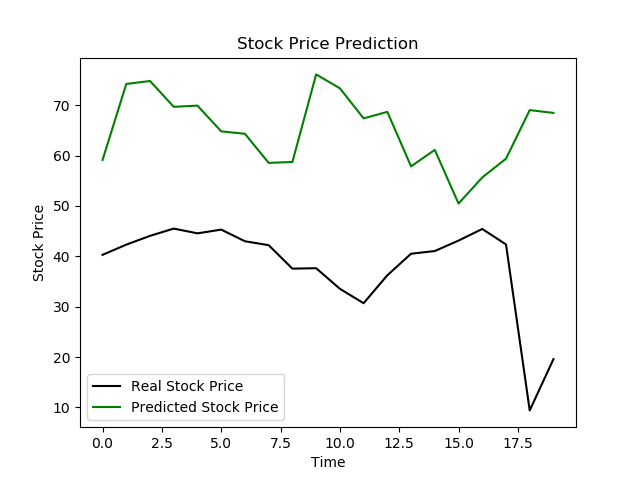 Stock Price Prediction
Stock Price
70
60
50
40
30
20
10
Real Stock Price
Predicted Stock Price
0.0 2.5 5.0 7.5 10.0 12.5 15.0 17.5
Time